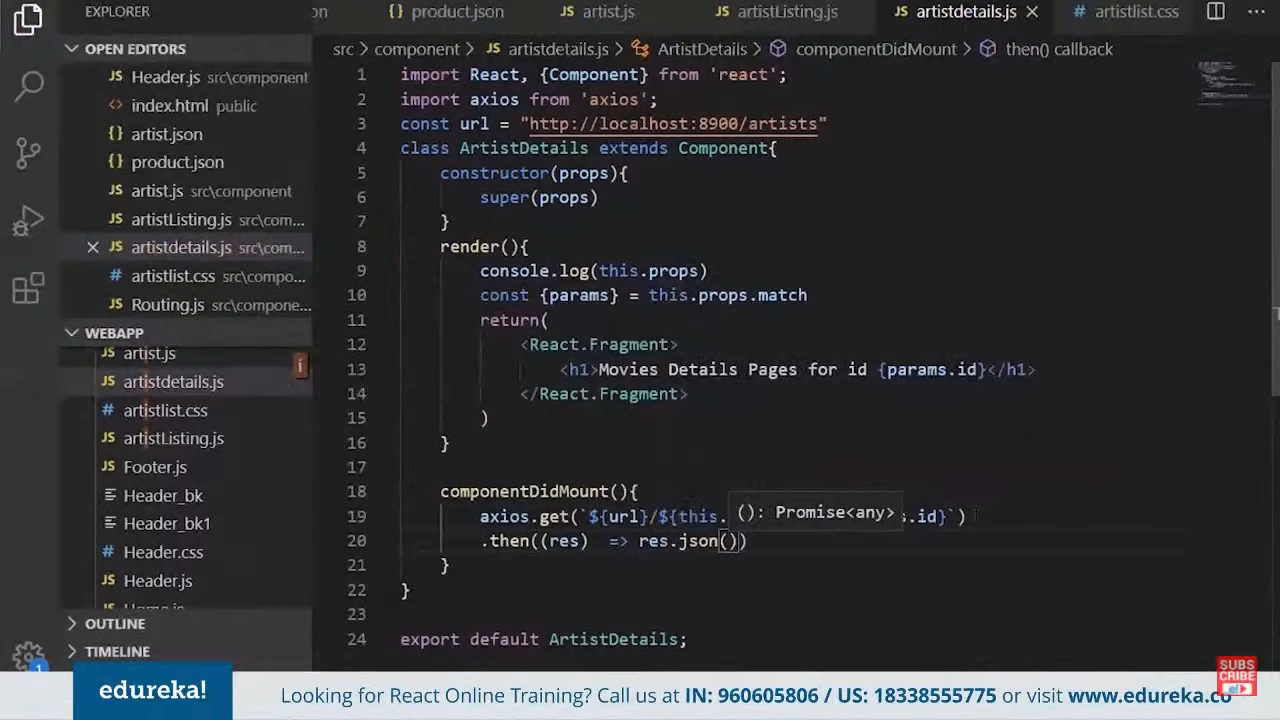 EXPLORER
OPEN EDITORS
JS Header.js src\component
<> index.html public
{} artist.json
{} product.json
JS artist.js src\component
JS artistListing.js src\com...
JS artistdetails.js src\com...
# artistlist.css src\compo...
JS Routing.js src\compone...
WEBAPP
JS artist.js
JS artistdetails.js
# artistlist.css
JS artistListing.js
JS Footer.js
Header_bk
Header_bk1
# Header.css
JS Header.js
JS Home.js
OUTLINE
TIMELINE
on {} product.json JS artist.js JS artistListing.js JS artistdetails.js # artistlist.css
src > component > JS artistdetails.js > ArtistDetails > componentDidMount > then() callback
1 import React, {Component} from 'react';
2 import axios from 'axios';
3 const url = "http://localhost:8900/artists"
4 class ArtistDetails extends Component{
5 constructor(props){
6 super(props)
7 }
8 render(){
9 console.log(this.props)
10 const {params} = this.props.match
11 return(
12 <React.Fragment>
13 <h1>Movies Details Pages for id {params.id}</h1>
14 </React.Fragment>
15 )
16 }
17
18 componentDidMount(){
(): Promise<any>
19 axios.get(`${url}/${this. s.id}`)
20 .then((res) => res.json())
21 }
22 }
23
24 export default ArtistDetails;
1
i
edureka!
Looking for React Online Training? Call us at IN: 960605806 / US: 18338555775 or visit www.edureka.co
SUBSCRIBE